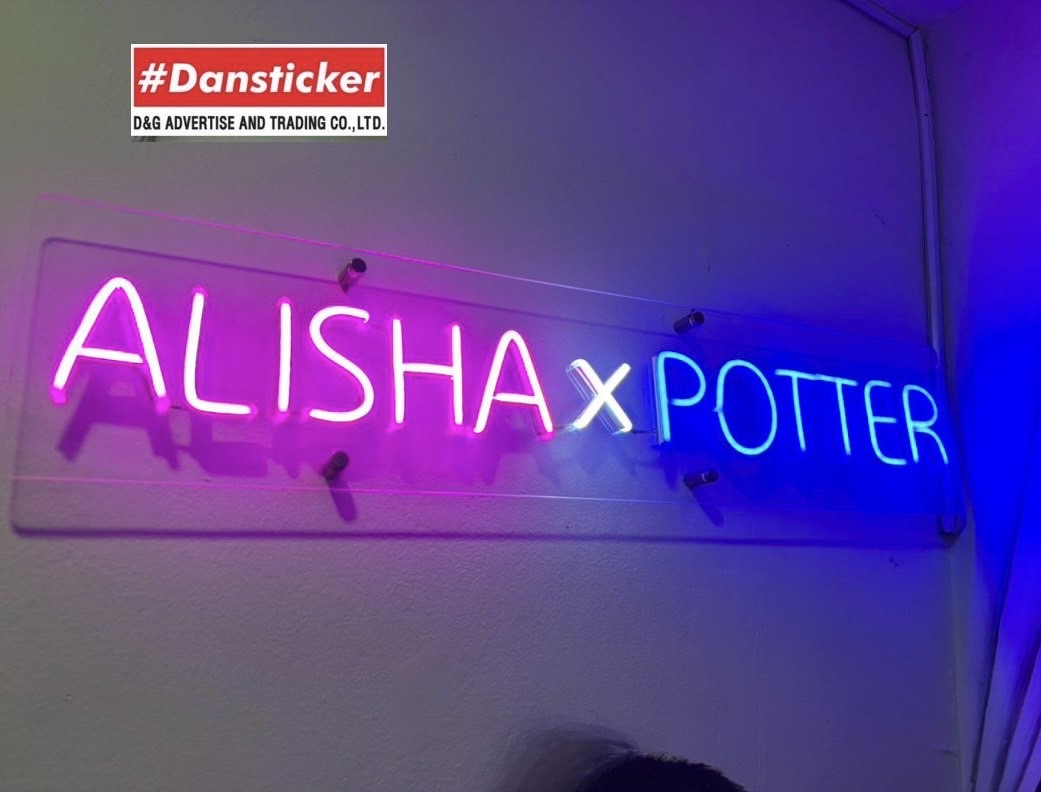 #Dansticker
D&G ADVERTISE AND TRADING CO.,LTD.
ALISHA X POTTER